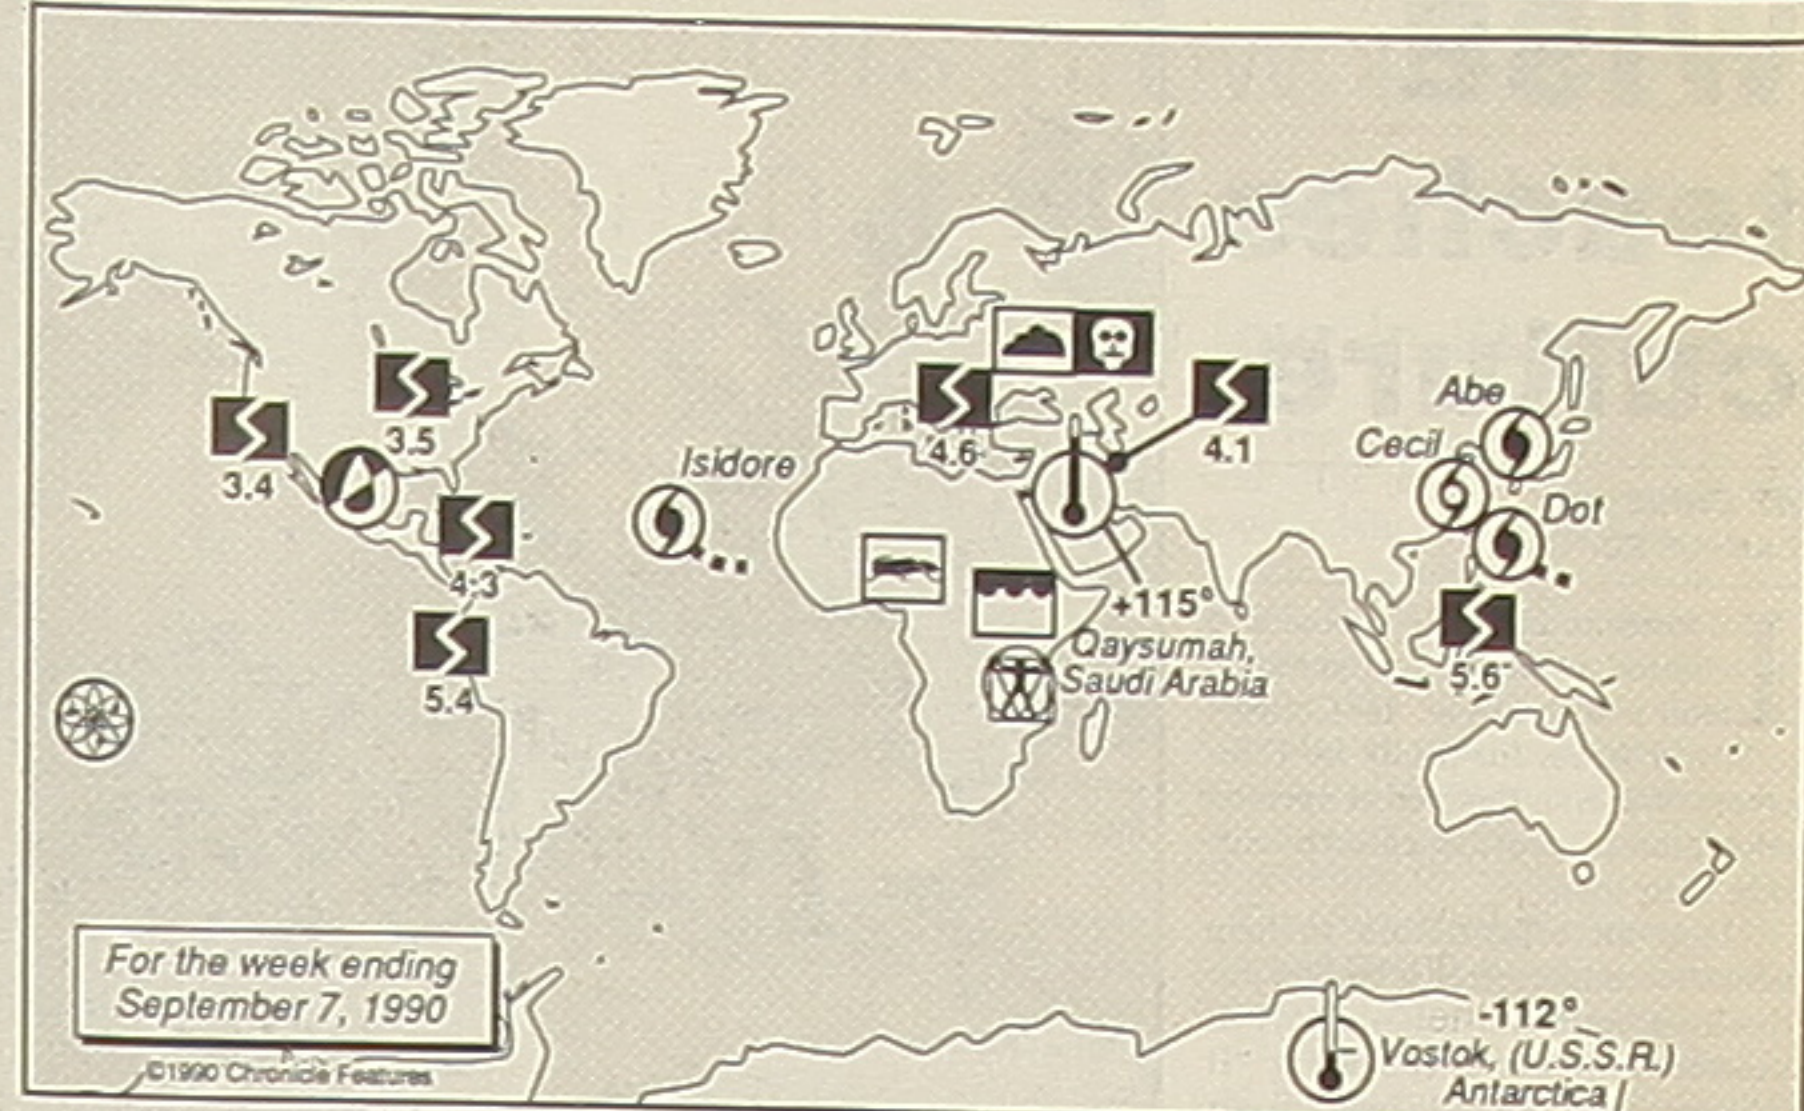 Abe
Cecil
3.5
4.6
4.1
Isidore
3.4
Dot
4.3
+115°
Qaysumah,
Saudi Arabia
5.6
5.4
For the week ending
September 7, 1990
-112°
Vostok, (U.S.S.R.)
Antarctica
©1990 Chronicle Features